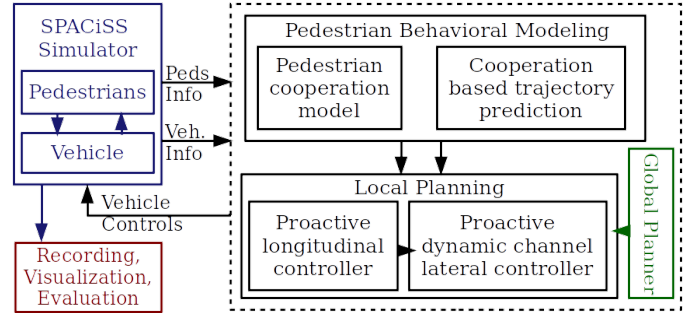 SPACiSS
Simulator
Pedestrians
Vehicle
Peds
Info
Veh.
Info
Vehicle
Controls
Recording,
Visualization,
Evaluation
Pedestrian Behavioral Modeling
Pedestrian
cooperation
model
Cooperation
based trajectory
prediction
Local Planning
Proactive
longitudinal
controller
Proactive
dynamic channel
lateral controller
Global Planner